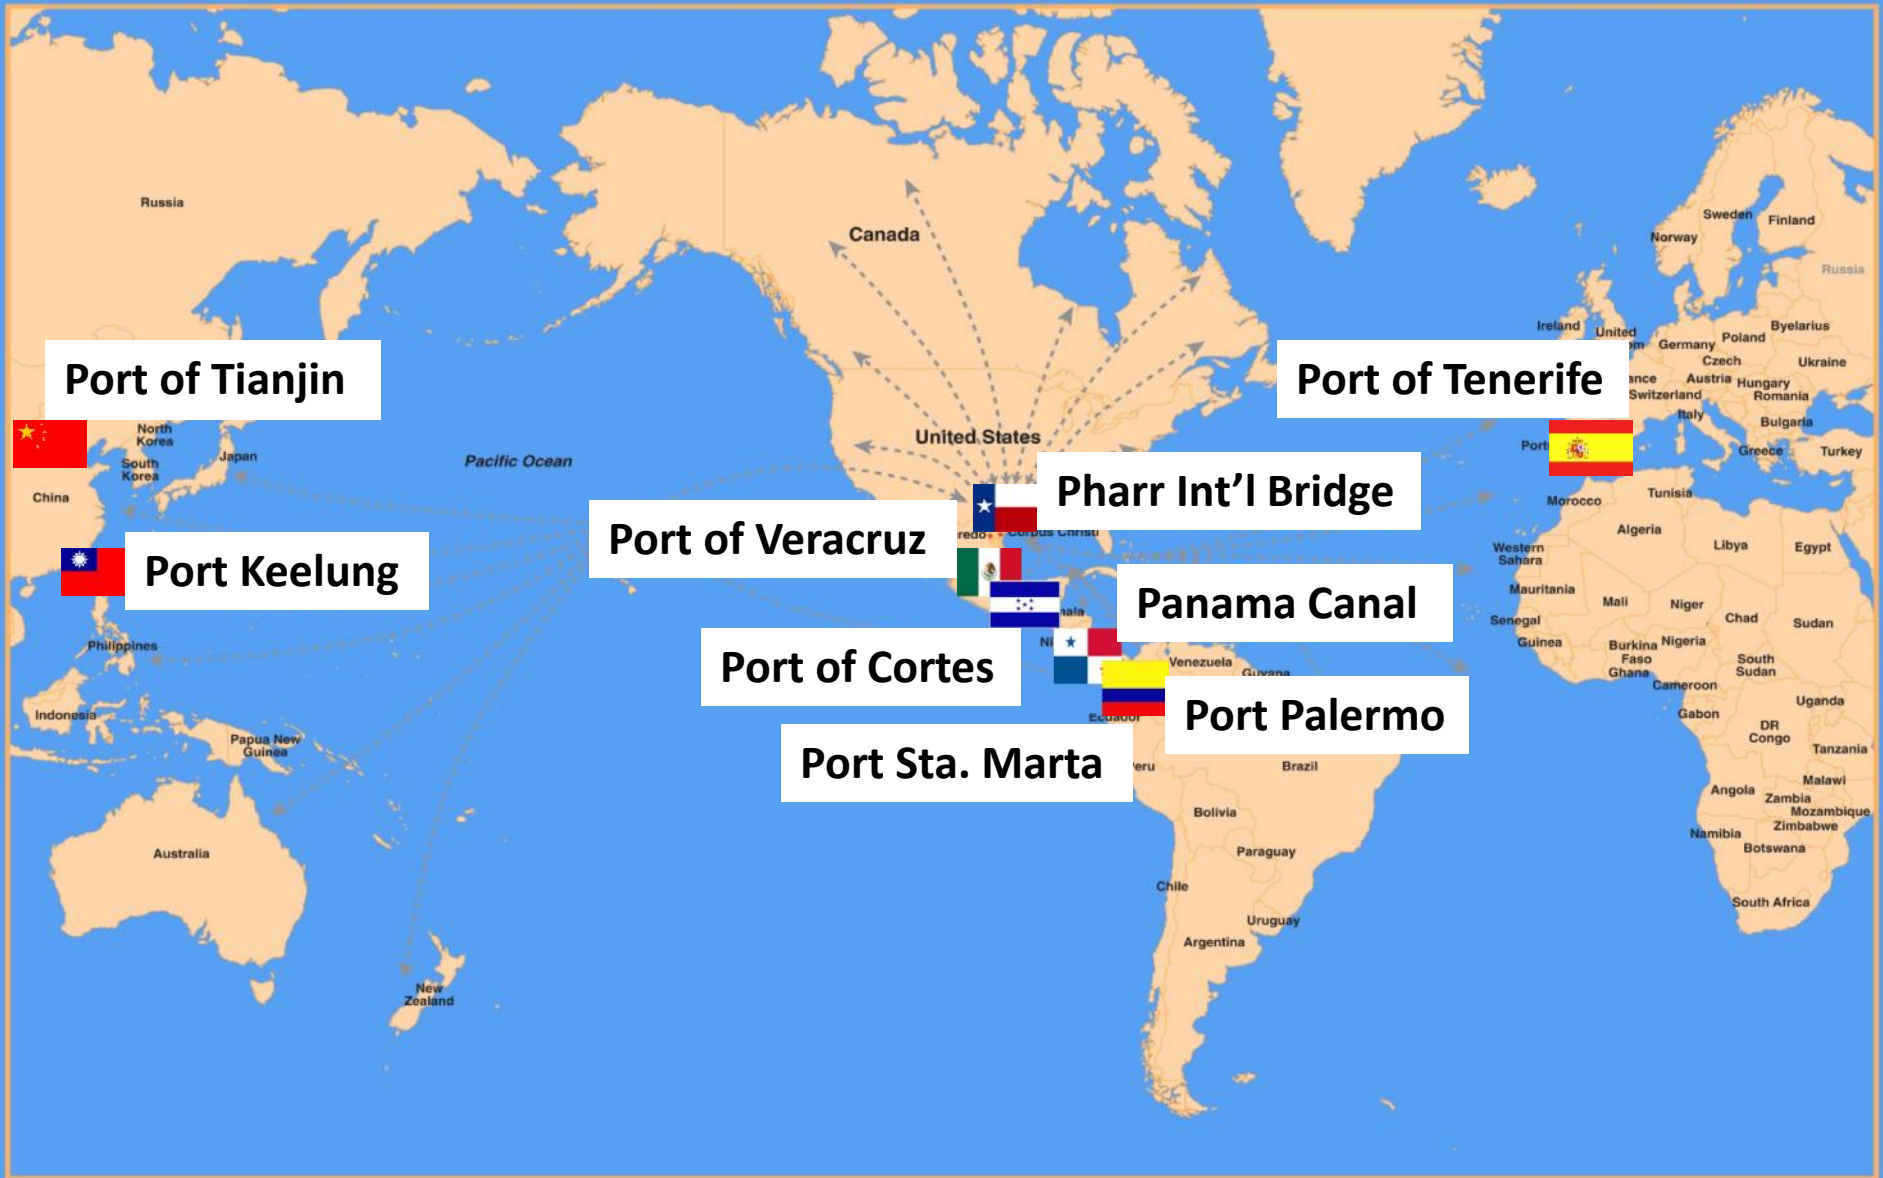 Russia
Canada
Sweden
Finland
Norway
Russia
Ireland
United
Byelarius
Poland
Germany
Czech
Ukraine
Austria
Hungary
Switzerland
Romania
Italy
Bulgaria
Greece
Turkey
Port of Tianjin
Port of Tenerife
North
Korea
South
Korea
Japan
China
Pacific Ocean
United States
Pharr Int'l Bridge
Port of Veracruz
Corpus Christi
Port Keelung
Panama Canal
Port of Cortes
Venezuela
Guyana
Port Palermo
Ecuador
Port Sta. Marta
Brazil
Bolivia
Paraguay
Chile
Uruguay
Argentina
Philippines
Indonesia
Papua New
Guinea
Australia
New
Zealand
Morocco
Tunisia
Algeria
Libya
Egypt
Western
Sahara
Mauritania
Mali
Niger
Chad
Sudan
Senegal
Guinea
Burkina
Faso
Nigeria
Ghana
South
Sudan
Cameroon
Uganda
Gabon
DR
Congo
Tanzania
Malawi
Angola
Zambia
Mozambique
Zimbabwe
Namibia
Botswana
South Africa